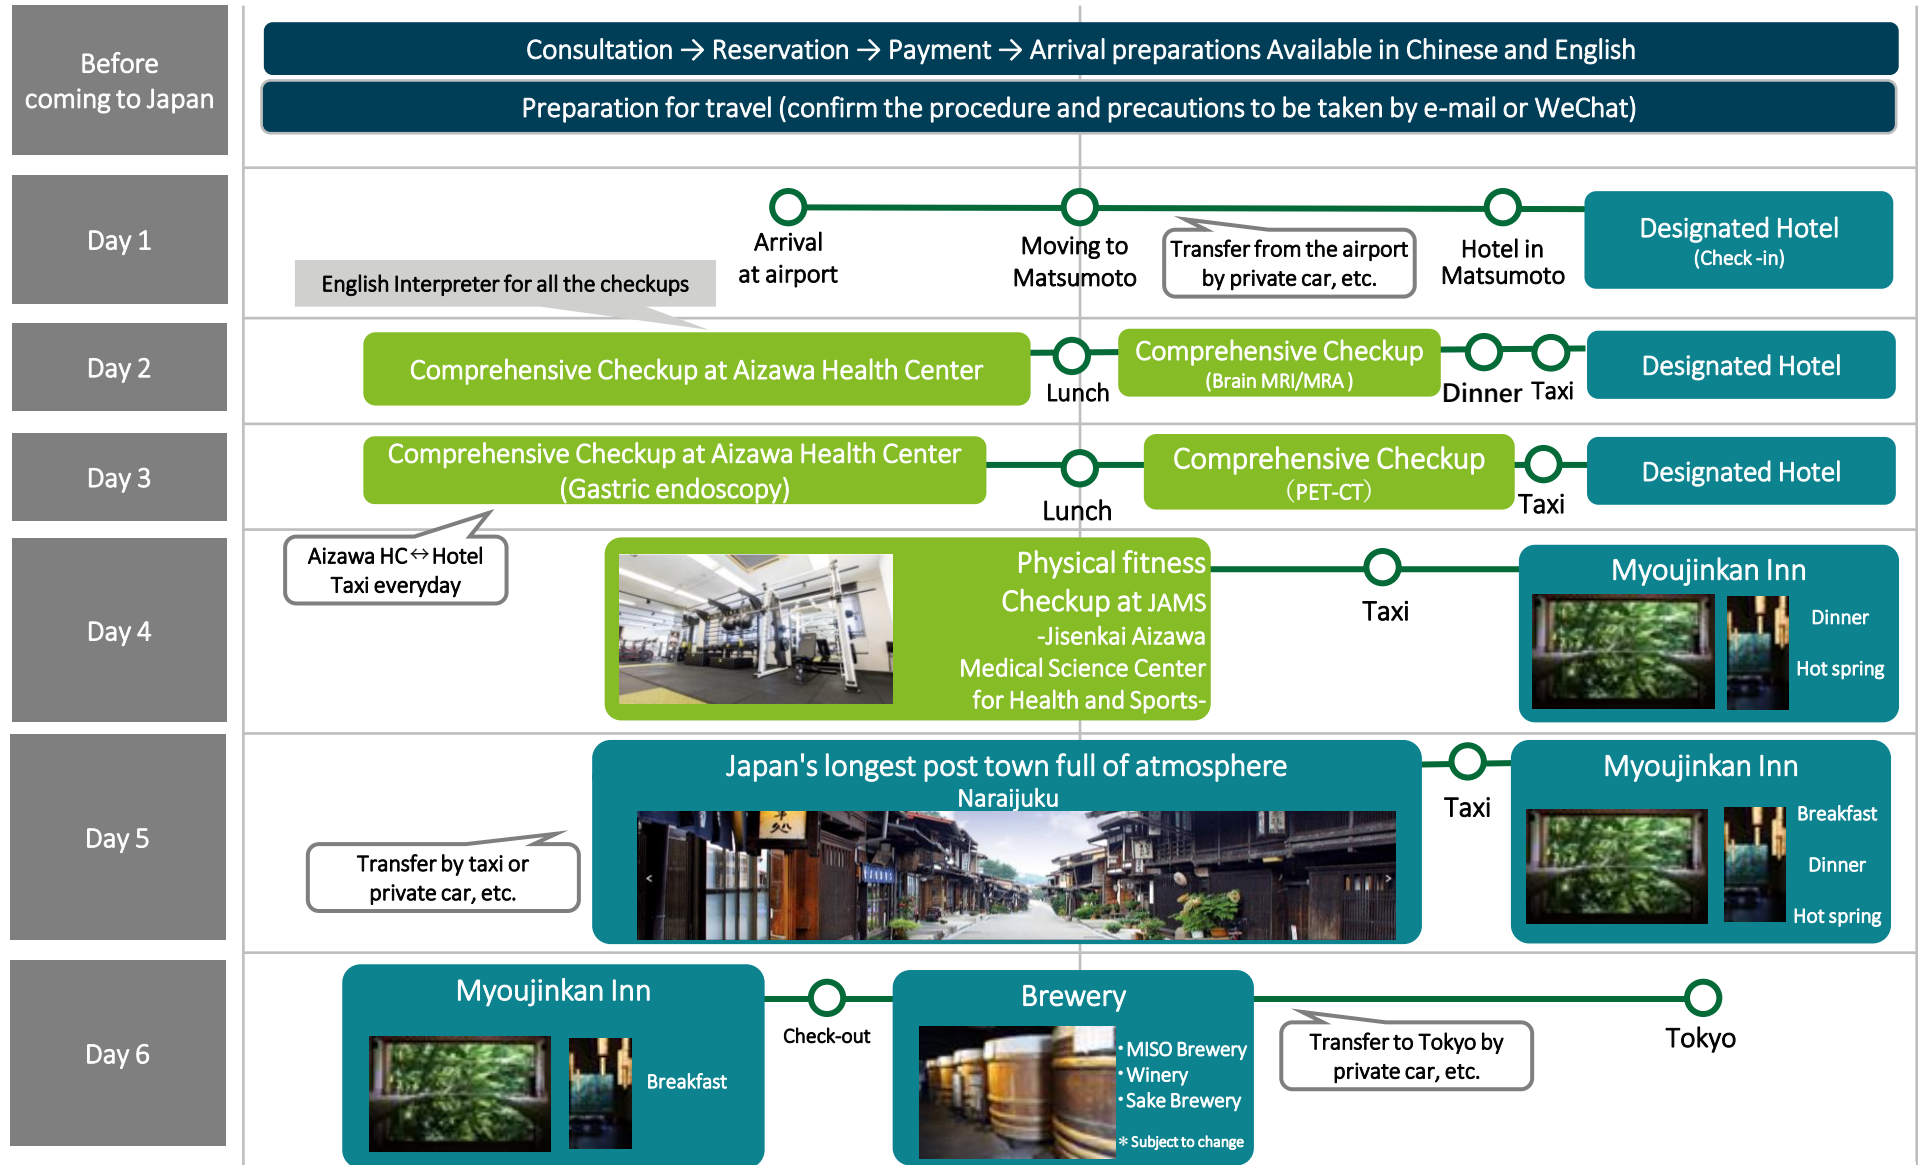 Before
coming to Japan
Consultation → Reservation → Payment → Arrival preparations Available in Chinese and English
Preparation for travel (confirm the procedure and precautions to be taken by e-mail or WeChat)
Day 1
Arrival
at airport
Moving to
Matsumoto
Transfer from the airport
by private car, etc.
Hotel in
Matsumoto
Designated Hotel
(Check -in)
English Interpreter for all the checkups
Day 2
Comprehensive Checkup at Aizawa Health Center
Lunch
Comprehensive Checkup
(Brain MRI/MRA )
Dinner
Taxi
Designated Hotel
Day 3
Comprehensive Checkup at Aizawa Health Center
(Gastric endoscopy)
Lunch
Comprehensive Checkup
（PET-CT）
Taxi
Designated Hotel
Aizawa HC↔Hotel
Taxi everyday
Day 4
Physical fitness
Checkup at JAMS
-Jisenkai Aizawa
Medical Science Center
for Health and Sports-
Taxi
Myoujinkan Inn
Dinner
Hot spring
Day 5
Transfer by taxi or
private car, etc.
Japan's longest post town full of atmosphere
Naraijuku
<
>
Taxi
Myoujinkan Inn
Breakfast
Dinner
Hot spring
Day 6
Myoujinkan Inn
Breakfast
Check-out
Brewery
・MISO Brewery
・Winery
・Sake Brewery
＊Subject to change
Transfer to Tokyo by
private car, etc.
Tokyo